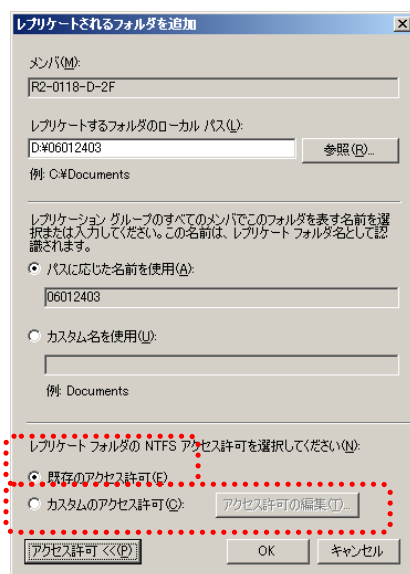 レプリケートされるフォルダを追加
メンバ(M):
R2-0118-D-2F
レプリケートするフォルダのローカル パス(L):
D:¥06012403
参照(R)...
例: C:¥Documents
レプリケーション グループのすべてのメンバでこのフォルダを表す名前を選
択または入力してください。この名前は、レプリケート フォルダ名として認
識されます。
パスに応じた名前を使用(A):
06012403
カスタム名を使用(U):
例: Documents
レプリケート フォルダの NTFS アクセス許可を選択してください(N):
既存のアクセス許可(E)
カスタムのアクセス許可(C):
アクセス許可の編集(T)...
アクセス許可 <<(P)
OK
キャンセル